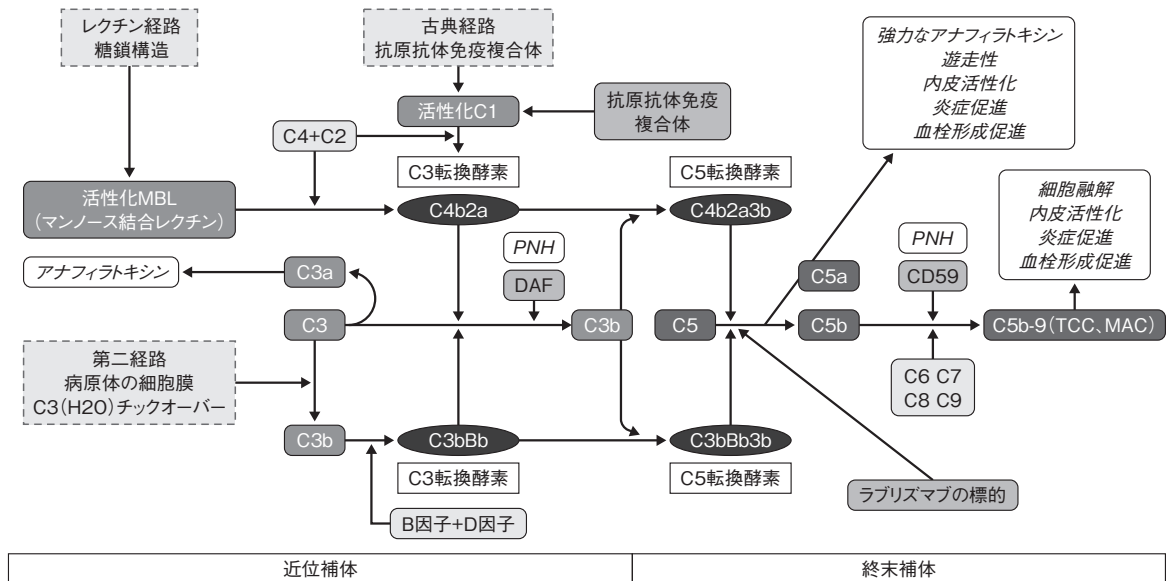 レクチン経路
糖鎖構造
古典経路
抗原抗体免疫複合体
強力なアナフィラトキシン
遊走性
内皮活性化
炎症促進
血栓形成促進
活性化C1
抗原抗体免疫
複合体
C4+C2
C3転換酵素
C5転換酵素
活性化MBL
(マンノース結合レクチン)
C4b2a
C4b2a3b
細胞融解
内皮活性化
炎症促進
血栓形成促進
PNH
PNH
アナフィラトキシン
C3a
DAF
C5a
CD59
C3
C3b
C5
C5b
C5b-9(TCC、MAC)
第二経路
病原体の細胞膜
C3(H2O)チックオーバー
C6 C7
C8 C9
C3b
C3bBb
C3bBb3b
C3転換酵素
C5転換酵素
ラブリズマブの標的
B因子+D因子
近位補体
終末補体